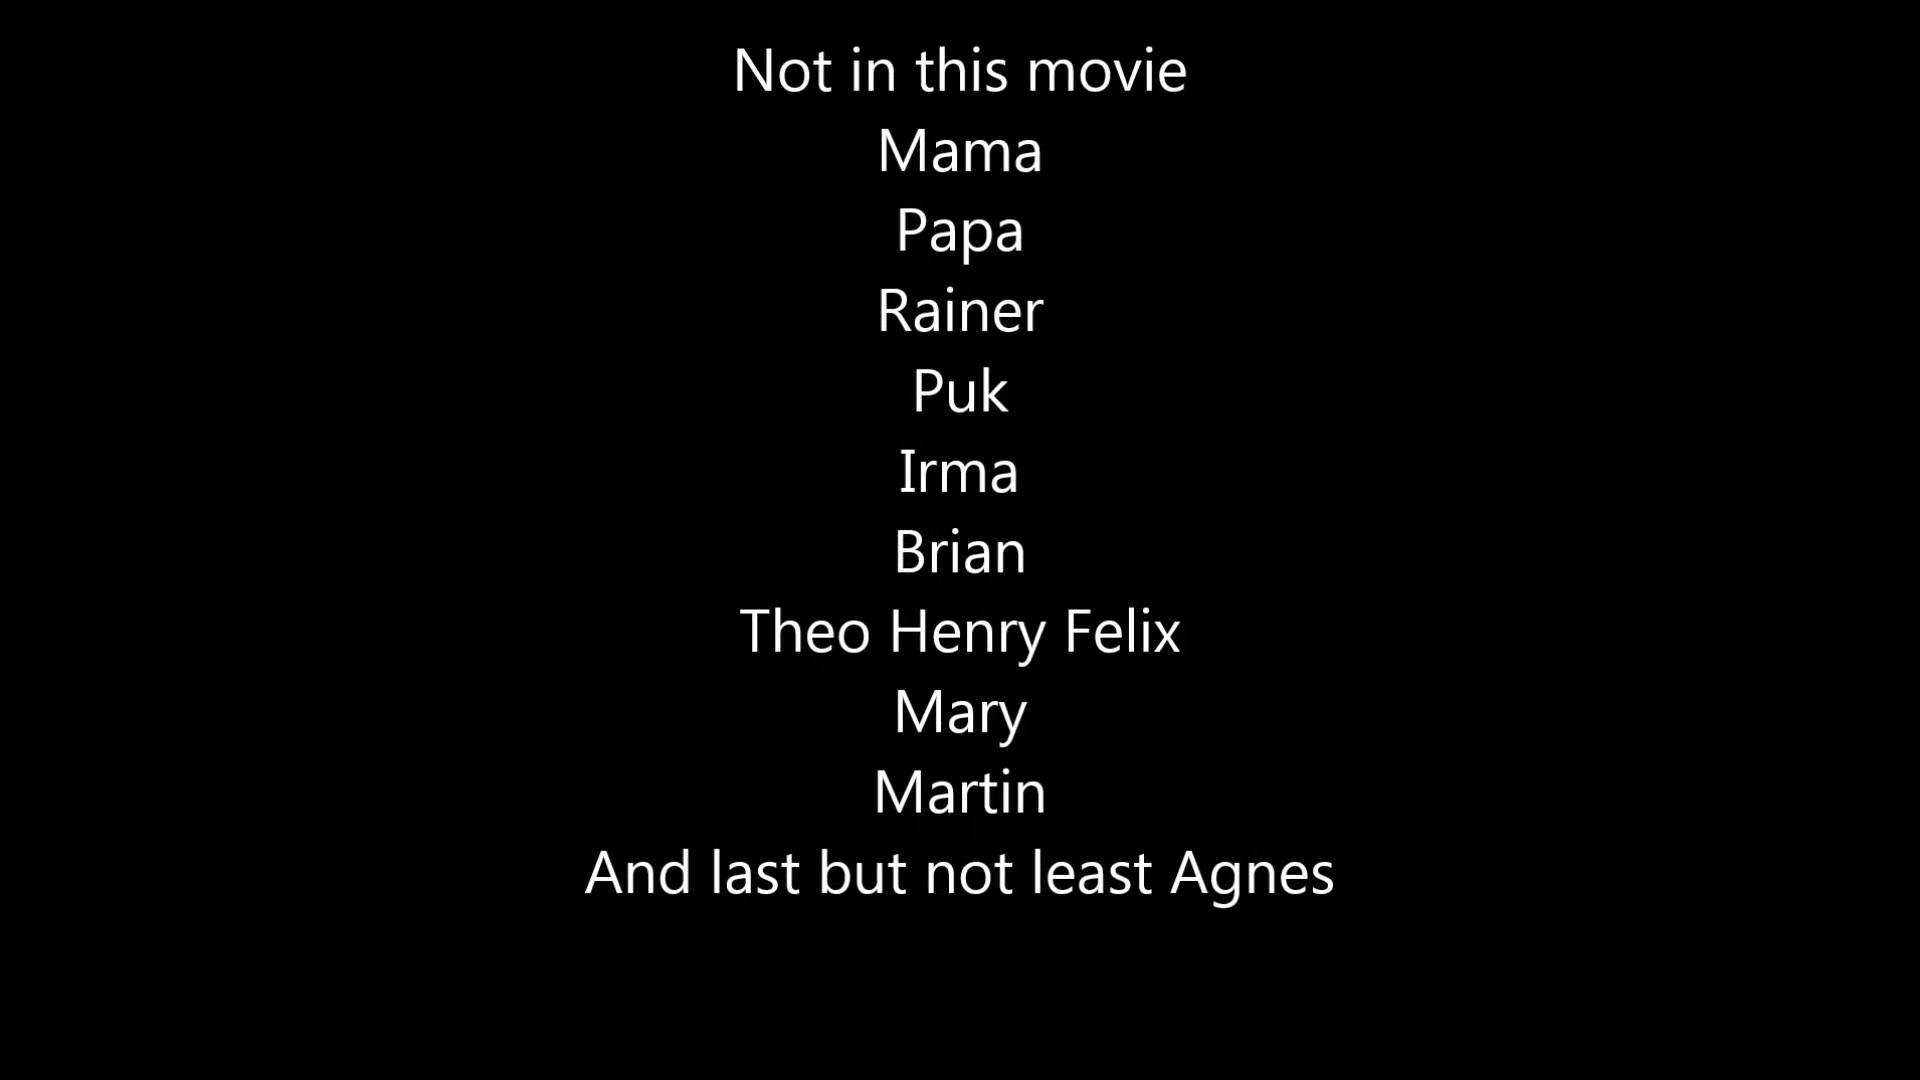 Not in this movie
Mama
Papa
Rainer
Puk
Irma
Brian
Theo Henry Felix
Mary
Martin
And last but not least Agnes